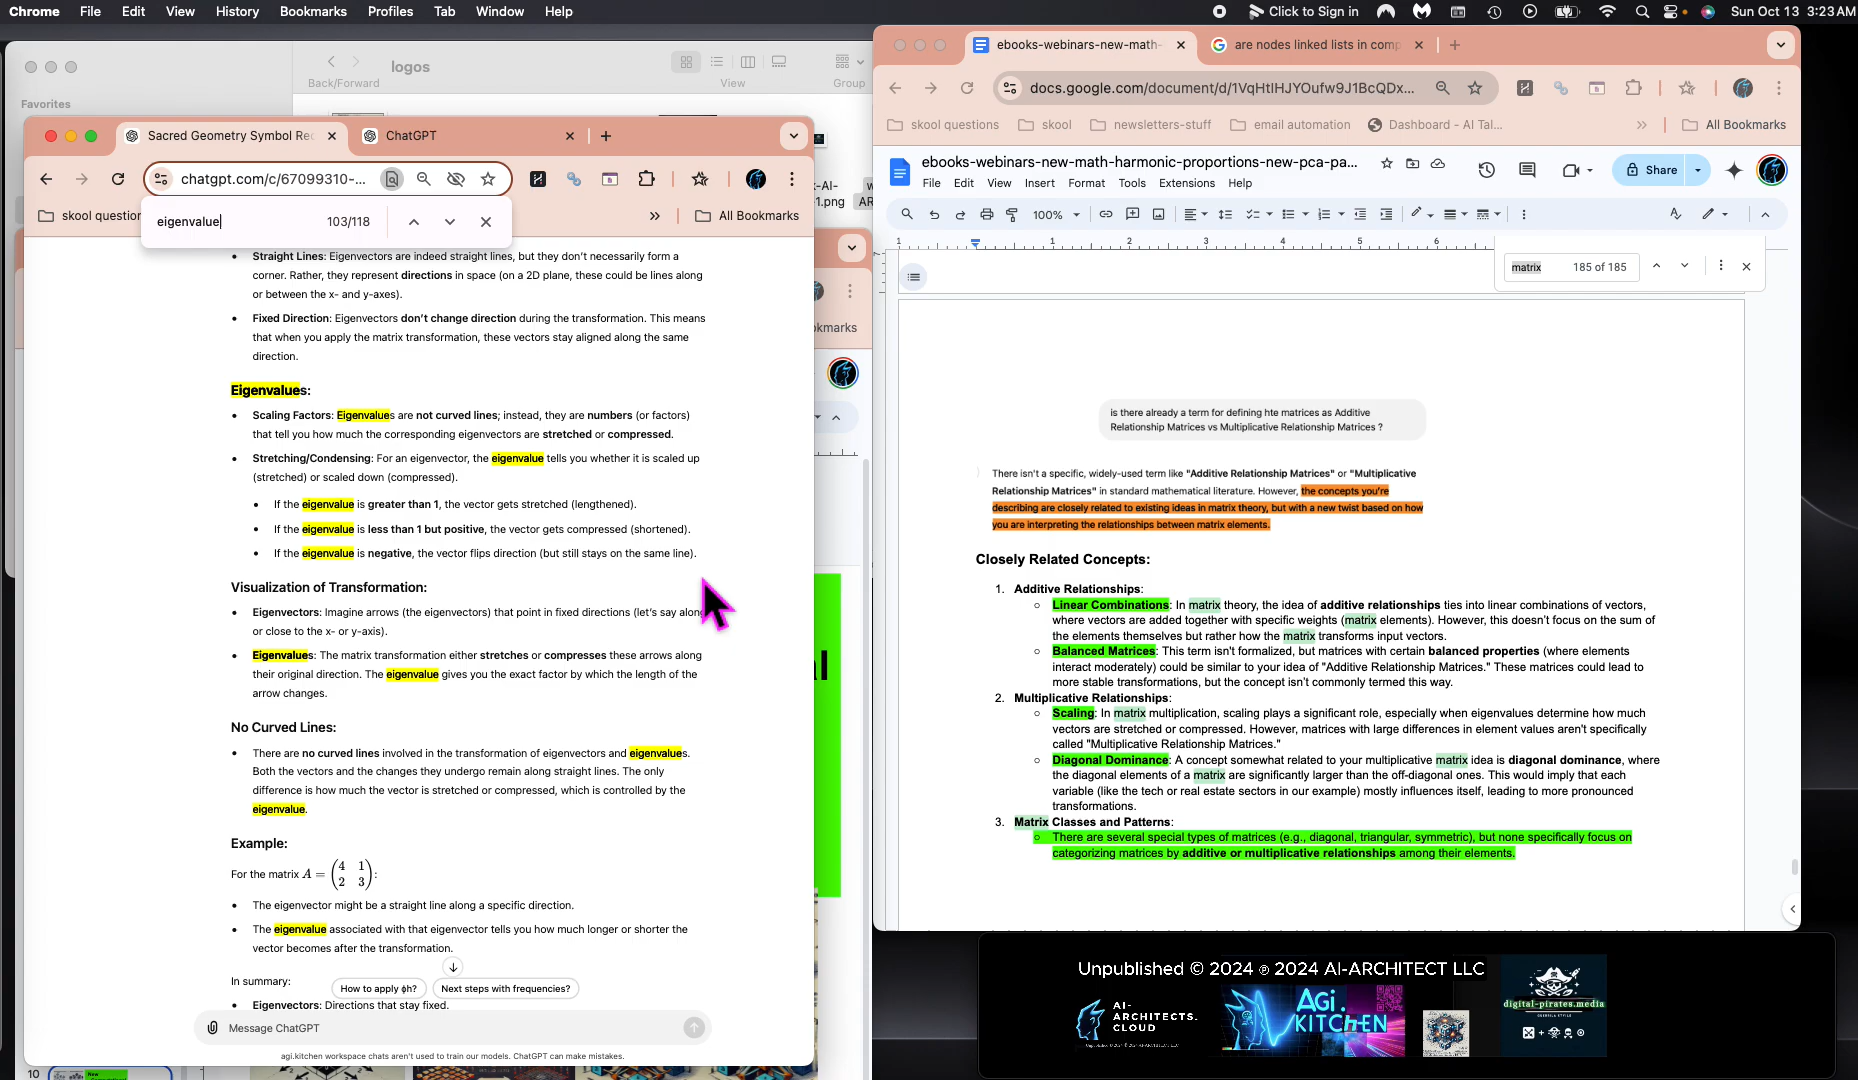 Chrome File Edit View History Bookmarks Profiles Tab Window Help
Click to Sign in
Sun Oct 13 3:23AM
logos
Back/Forward
View
Group
Favorites
Sacred Geometry Symbol Rec
ChatGPT
chatgpt.com/c/67099310-...
skool question
All Bookmarks
eigenvalue
103/118
Straight Lines: Eigenvectors are indeed straight lines, but they don't necessarily form a
corner. Rather, they represent directions in space (on a 2D plane, these could be lines along
or between the x- and y-axes).
Fixed Direction: Eigenvectors don't change direction during the transformation. This means
that when you apply the matrix transformation, these vectors stay aligned along the same
direction.
Eigenvalues:
Scaling Factors: Eigenvalues are not curved lines; instead, they are numbers (or factors)
that tell you how much the corresponding eigenvectors are stretched or compressed.
Stretching/Condensing: For an eigenvector, the eigenvalue tells you whether it is scaled up
(stretched) or scaled down (compressed).
If the eigenvalue is greater than 1, the vector gets stretched (lengthened).
If the eigenvalue is less than 1 but positive, the vector gets compressed (shortened).
If the eigenvalue is negative, the vector flips direction (but still stays on the same line).
Visualization of Transformation:
Eigenvectors: Imagine arrows (the eigenvectors) that point in fixed directions (let's say along
or close to the x- or y-axis).
Eigenvalues: The matrix transformation either stretches or compresses these arrows along
their original direction. The eigenvalue gives you the exact factor by which the length of the
arrow changes.
No Curved Lines:
There are no curved lines involved in the transformation of eigenvectors and eigenvalues.
Both the vectors and the changes they undergo remain along straight lines. The only
difference is how much the vector is stretched or compressed, which is controlled by the
eigenvalue.
Example:
For the matrix A = (4 1
2 3):
The eigenvector might be a straight line along a specific direction.
The eigenvalue associated with that eigenvector tells you how much longer or shorter the
vector becomes after the transformation.
In summary:
How to apply ϕh?
Next steps with frequencies?
Eigenvectors: Directions that stay fixed.
Message ChatGPT
agi.kitchen workspace chats aren't used to train our models. ChatGPT can make mistakes.
okmarks
al
10
ebooks-webinars-new-math-
are nodes linked lists in comp
docs.google.com/document/d/1VqHtIHJYOufw9J1BcQDx...
skool questions
skool
newsletters-stuff
email automation
Dashboard - AI Tal...
All Bookmarks
ebooks-webinars-new-math-harmonic-proportions-new-pca-pa...
File Edit View Insert Format Tools Extensions Help
Share
100%
1 1 2 3 4 5 6
matrix
185 of 185
is there already a term for defining hte matrices as Additive
Relationship Matrices vs Multiplicative Relationship Matrices ?
There isn't a specific, widely-used term like "Additive Relationship Matrices" or "Multiplicative
Relationship Matrices" in standard mathematical literature. However, the concepts you're
describing are closely related to existing ideas in matrix theory, but with a new twist based on how
you are interpreting the relationships between matrix elements.
Closely Related Concepts:
1. Additive Relationships:
Linear Combinations: In matrix theory, the idea of additive relationships ties into linear combinations of vectors,
where vectors are added together with specific weights (matrix elements). However, this doesn't focus on the sum of
the elements themselves but rather how the matrix transforms input vectors.
Balanced Matrices: This term isn't formalized, but matrices with certain balanced properties (where elements
interact moderately) could be similar to your idea of "Additive Relationship Matrices." These matrices could lead to
more stable transformations, but the concept isn't commonly termed this way.
2. Multiplicative Relationships:
Scaling: In matrix multiplication, scaling plays a significant role, especially when eigenvalues determine how much
vectors are stretched or compressed. However, matrices with large differences in element values aren't specifically
called "Multiplicative Relationship Matrices."
Diagonal Dominance: A concept somewhat related to your multiplicative matrix idea is diagonal dominance, where
the diagonal elements of a matrix are significantly larger than the off-diagonal ones. This would imply that each
variable (like the tech or real estate sectors in our example) mostly influences itself, leading to more pronounced
transformations.
3. Matrix Classes and Patterns:
There are several special types of matrices (e.g., diagonal, triangular, symmetric), but none specifically focus on
categorizing matrices by additive or multiplicative relationships among their elements.
Unpublished © 2024 ℗ 2024 AI-ARCHITECT LLC
AI-
ARCHITECTS.
CLOUD
AGi.
KITCHEN
digital-pirates.media